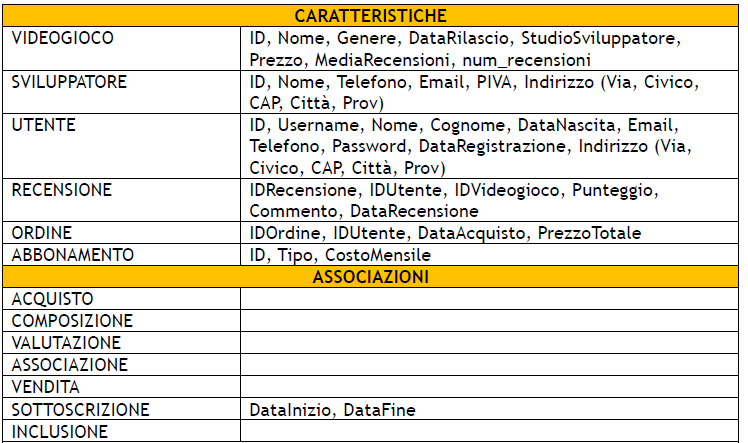 CARATTERISTICHE
VIDEOGIOCO
ID, Nome, Genere, DataRilascio, StudioSviluppatore,
Prezzo, MediaRecensioni, num_recensioni
SVILUPPATORE
ID, Nome, Telefono, Email, PIVA, Indirizzo (Via, Civico,
CAP, Città, Prov)
UTENTE
ID, Username, Nome, Cognome, DataNascita, Email,
Telefono, Password, DataRegistrazione, Indirizzo (Via,
Civico, CAP, Città, Prov)
RECENSIONE
IDRecensione, IDUtente, IDVideogioco, Punteggio,
Commento, DataRecensione
ORDINE
IDOrdine, IDUtente, DataAcquisto, PrezzoTotale
ABBONAMENTO
ID, Tipo, CostoMensile
ASSOCIAZIONI
ACQUISTO
COMPOSIZIONE
VALUTAZIONE
ASSOCIAZIONE
VENDITA
SOTTOSCRIZIONE
DataInizio, DataFine
INCLUSIONE